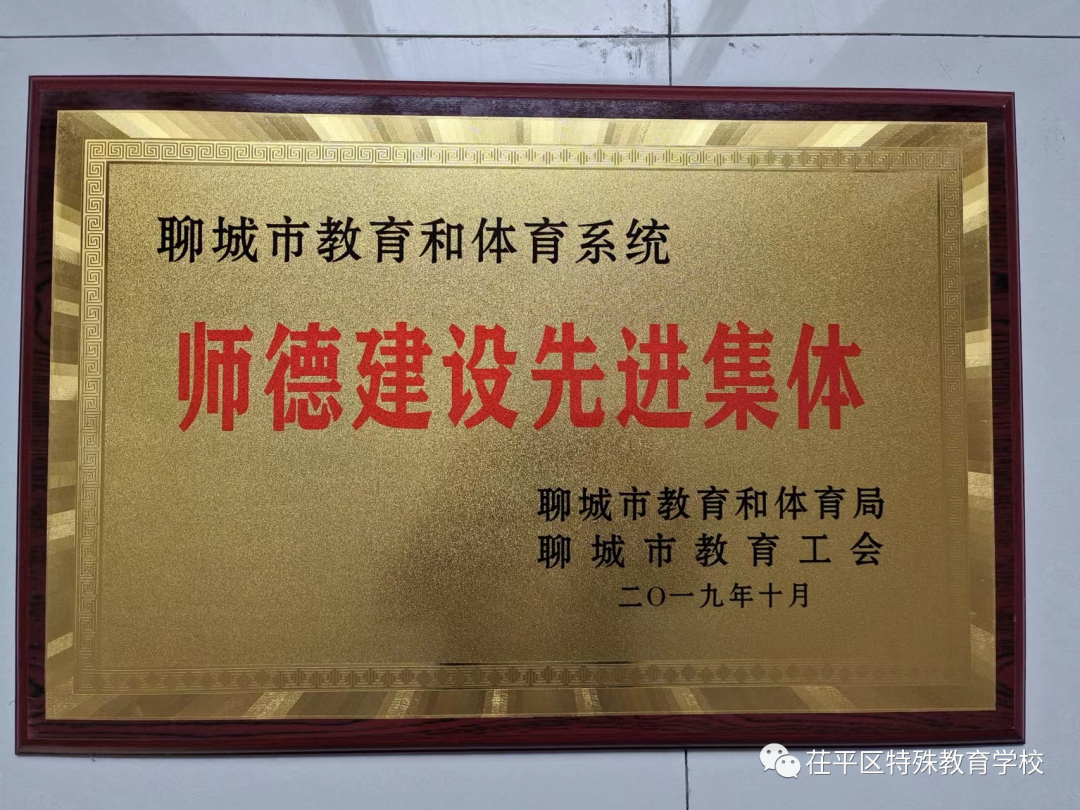 聊城市教育和体育系统
师德建设先进集体
聊城市教育和体育局
聊城市教育工会
二〇一九年十月
茌平区特殊教育学校